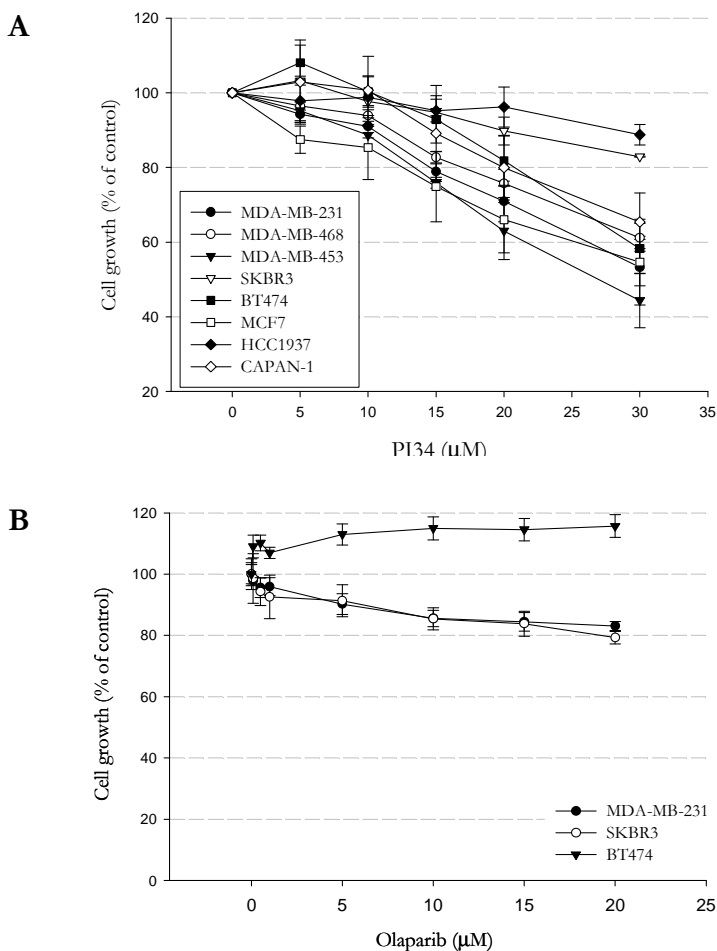 A
120
100
80
60
40
20
Cell growth (% of control)
MDA-MB-231
MDA-MB-468
MDA-MB-453
SKBR3
BT474
MCF7
HCC1937
CAPAN-1
0 5 10 15 20 25 30 35
PJ34 (μM)
B
120
100
80
60
40
20
0
Cell growth (% of control)
MDA-MB-231
SKBR3
BT474
0 5 10 15 20 25
Olaparib (μM)